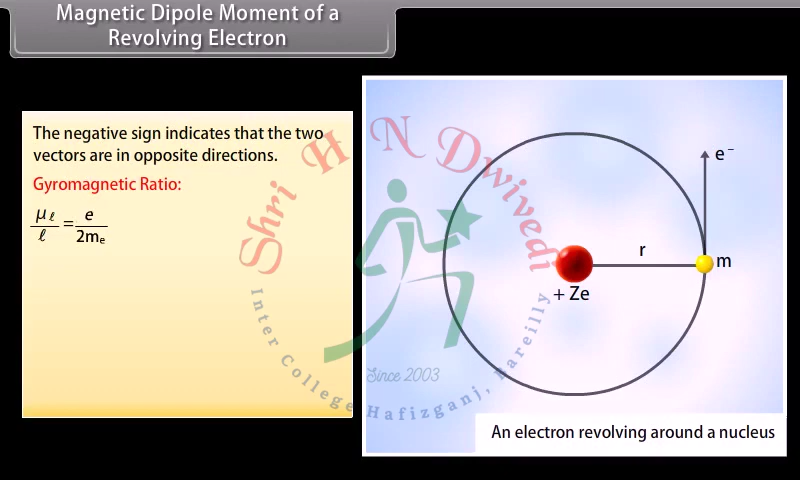 Magnetic Dipole Moment of a
Revolving Electron
The negative sign indicates that the two
vectors are in opposite directions.
Gyromagnetic Ratio:
μℓ/ℓ = e/2mₑ
e⁻
r
m
+ Ze
An electron revolving around a nucleus
Shri H N Dwivedi
Inter College, Hafizganj, Bareilly
Since 2003